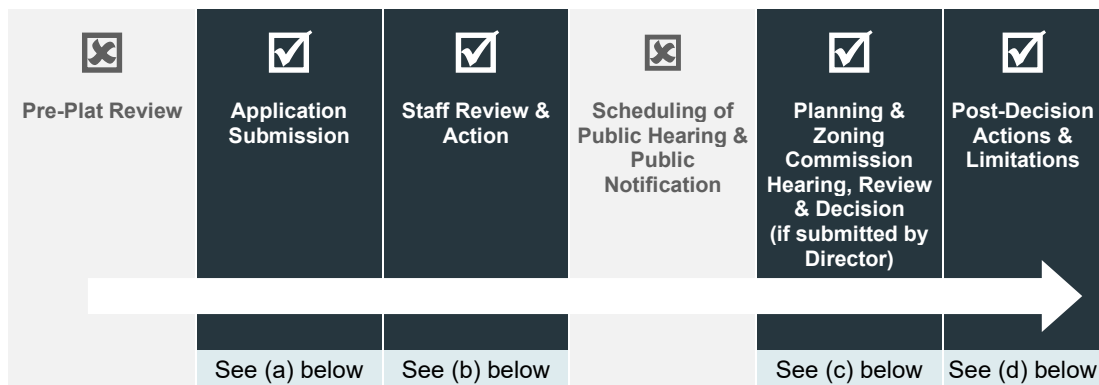 Pre-Plat Review
Application
Submission
Staff Review &
Action
Scheduling of
Public Hearing &
Public
Notification
Planning &
Zoning
Commission
Hearing, Review
& Decision
(if submitted by
Director)
Post-Decision
Actions &
Limitations
See (a) below
See (b) below
See (c) below
See (d) below